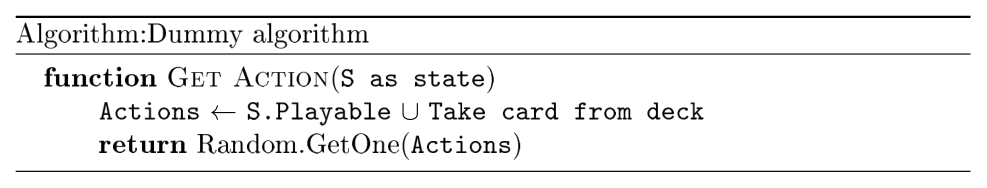 Algorithm:Dummy algorithm
function GET ACTION(S as state)
Actions ← S.Playable ∪ Take card from deck
return Random.GetOne(Actions)